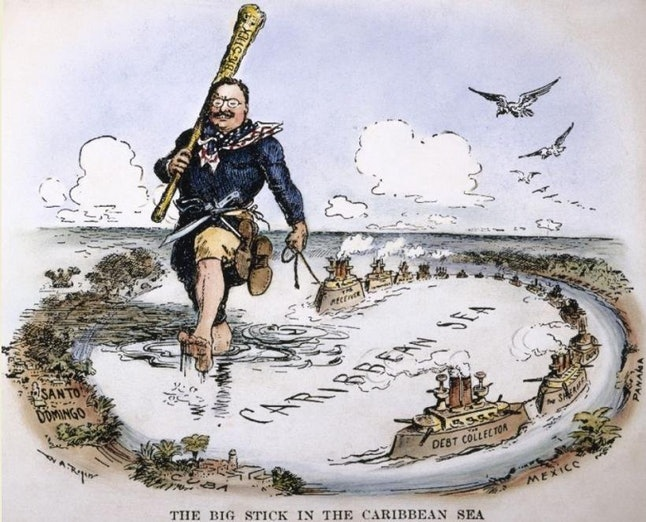 BIG STICK
RECEIVER
CARIBBEAN SEA
SANTO
DOMINGO
DEBT COLLECTOR
THE SHERIFF
PANAMA
MEXICO
CUBA
THE BIG STICK IN THE CARIBBEAN SEA